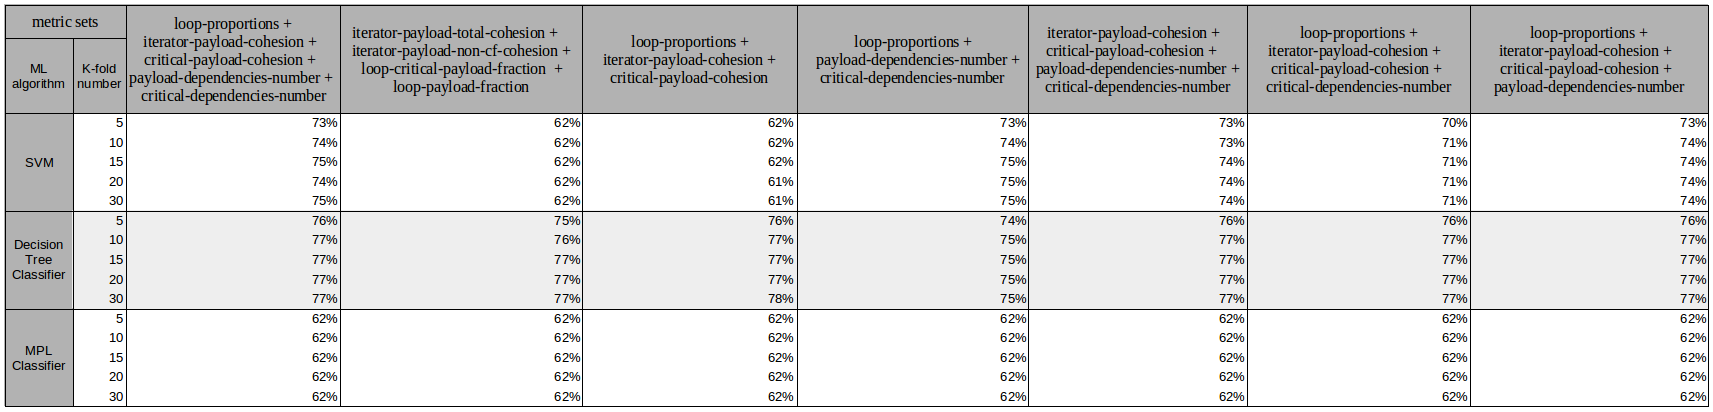 metric sets
ML algorithm
K-fold number
loop-proportions +
iterator-payload-cohesion +
critical-payload-cohesion +
payload-dependencies-number +
critical-dependencies-number
iterator-payload-total-cohesion +
iterator-payload-non-cf-cohesion +
loop-critical-payload-fraction +
loop-payload-fraction
loop-proportions +
iterator-payload-cohesion +
critical-payload-cohesion
loop-proportions +
payload-dependencies-number +
critical-dependencies-number
iterator-payload-cohesion +
critical-payload-cohesion +
payload-dependencies-number +
critical-dependencies-number
loop-proportions +
iterator-payload-cohesion +
critical-payload-cohesion +
critical-dependencies-number
loop-proportions +
iterator-payload-cohesion +
critical-payload-cohesion +
payload-dependencies-number
SVM
5 73% 62% 62% 73% 73% 70% 73%
10 74% 62% 62% 74% 73% 71% 74%
15 75% 62% 62% 75% 74% 71% 74%
20 74% 62% 61% 75% 74% 71% 74%
30 75% 62% 61% 75% 74% 71% 74%
Decision
Tree
Classifier
5 76% 75% 76% 74% 76% 76% 76%
10 77% 76% 77% 75% 77% 77% 77%
15 77% 77% 77% 75% 77% 77% 77%
20 77% 77% 77% 75% 77% 77% 77%
30 77% 77% 78% 75% 77% 77% 77%
MPL
Classifier
5 62% 62% 62% 62% 62% 62% 62%
10 62% 62% 62% 62% 62% 62% 62%
15 62% 62% 62% 62% 62% 62% 62%
20 62% 62% 62% 62% 62% 62% 62%
30 62% 62% 62% 62% 62% 62% 62%